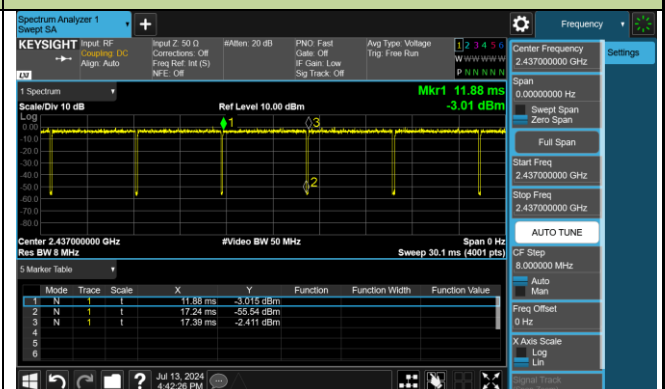 Spectrum Analyzer 1
Swept SA
Frequency
KEYSIGHT
Input: RF
Coupling: DC
Align: Auto
Input Z: 50 Ω
Corrections: Off
Freq Ref: Int (S)
NFE: Off
#Atten: 20 dB
PNO: Fast
Gate: Off
IF Gain: Low
Sig Track: Off
Avg Type: Voltage
Trig: Free Run
1 2 3 4 5 6
W W W W W W
P N N N N N
LXI
Center Frequency
2.437000000 GHz
Settings
Span
0.00000000 Hz
Swept Span
Zero Span
Full Span
Start Freq
2.437000000 GHz
Stop Freq
2.437000000 GHz
AUTO TUNE
CF Step
8.000000 MHz
Auto
Man
Freq Offset
0 Hz
X Axis Scale
Log
Lin
Signal Track
1 Spectrum
Scale/Div 10 dB
Log
Ref Level 10.00 dBm
Mkr1 11.88 ms
-3.01 dBm
0.00
-10.0
-20.0
-30.0
-40.0
-50.0
-60.0
-70.0
-80.0
1
3
2
Center 2.437000000 GHz
Res BW 8 MHz
#Video BW 50 MHz
Span 0 Hz
Sweep 30.1 ms (4001 pts)
5 Marker Table
Mode Trace Scale X Y Function Function Width Function Value
1 N 1 t 11.88 ms -3.015 dBm
2 N 1 t 17.24 ms -55.54 dBm
3 N 1 t 17.39 ms -2.411 dBm
4
5
6
Jul 13, 2024
4:42:26 PM